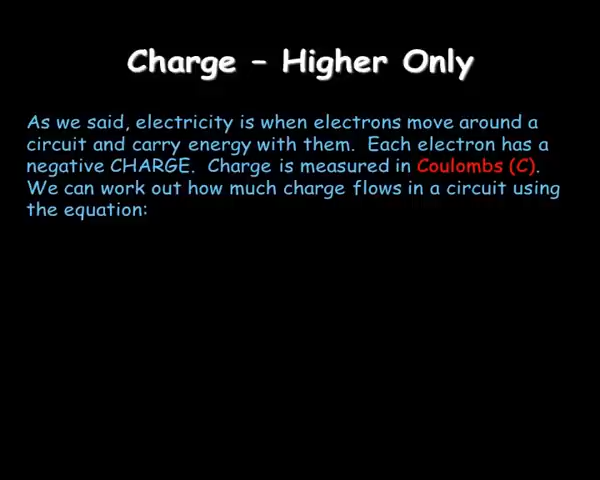 Charge – Higher Only
As we said, electricity is when electrons move around a
circuit and carry energy with them.  Each electron has a
negative CHARGE.  Charge is measured in Coulombs (C).
We can work out how much charge flows in a circuit using
the equation: